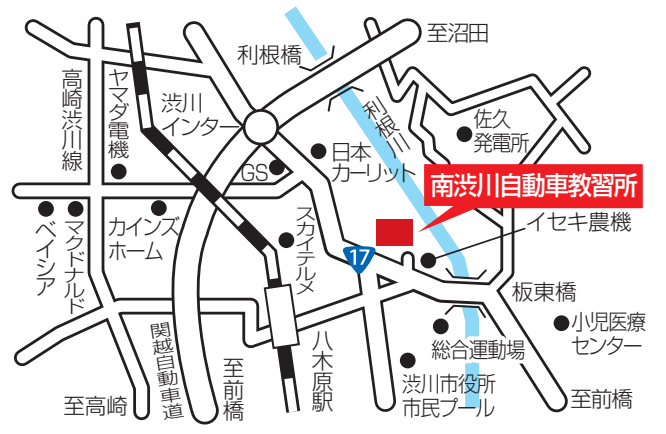 至沼田
利根橋
高崎渋川線
ヤマダ電機
渋川
インター
利根川
佐久
発電所
日本
カーリット
GS
南渋川自動車教習所
イセキ農機
ベイシア
マクドナルド
カインズ
ホーム
スカイテルメ
17
板東橋
小児医療
センター
総合運動場
渋川市役所
市民プール
八木原駅
関越自動車道
至前橋
至高崎
至前橋